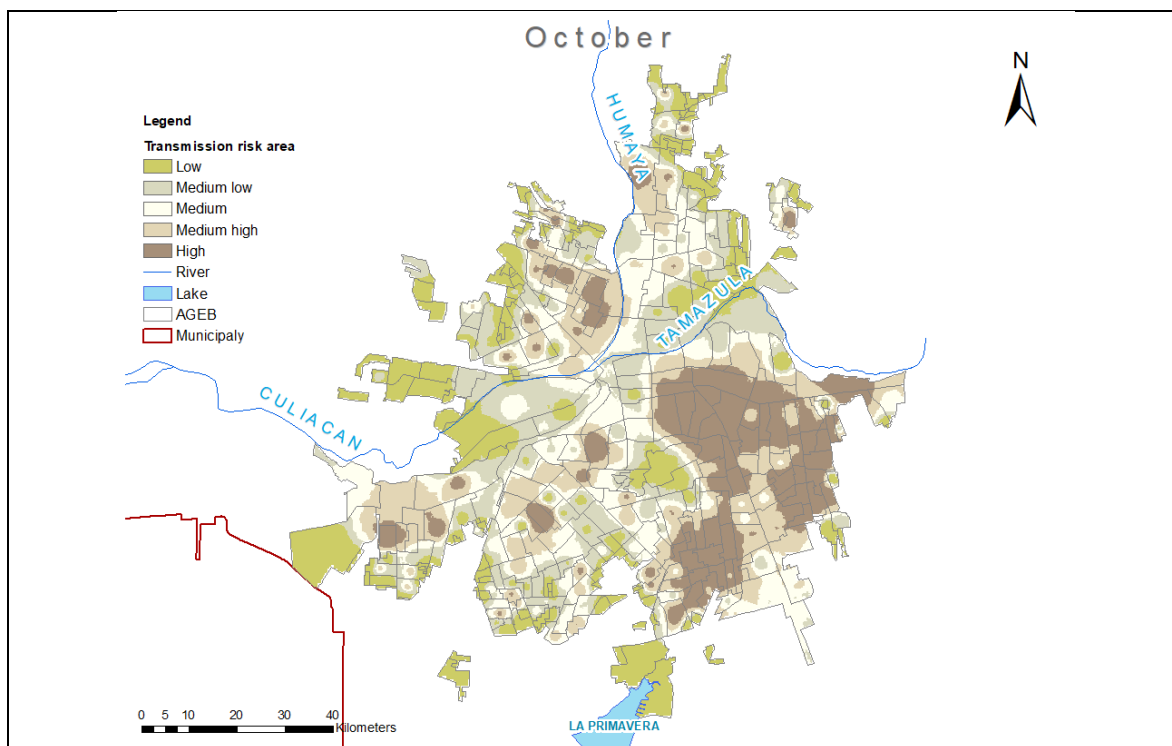 October
N
Legend
Transmission risk area
Low
Medium low
Medium
Medium high
High
River
Lake
AGEB
Municipaly
HUMAYA
TAMAZULA
CULIACAN
LA PRIMAVERA
0 5 10 20 30 40
Kilometers